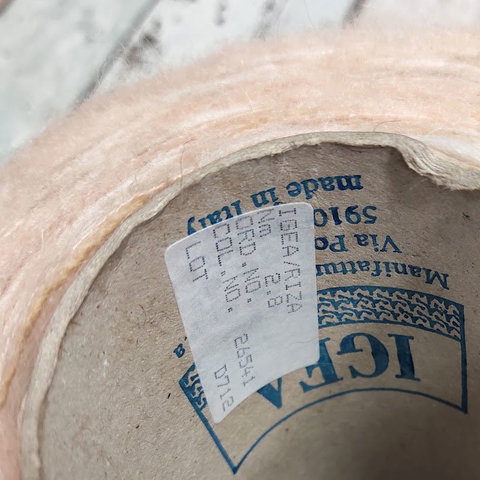 IGEA/RIZA
Nm 2.8
ORD.NO.
COL.NO. 26541
LOT D712
IGEA
Manifattu
Via Po
5910
made in Italy